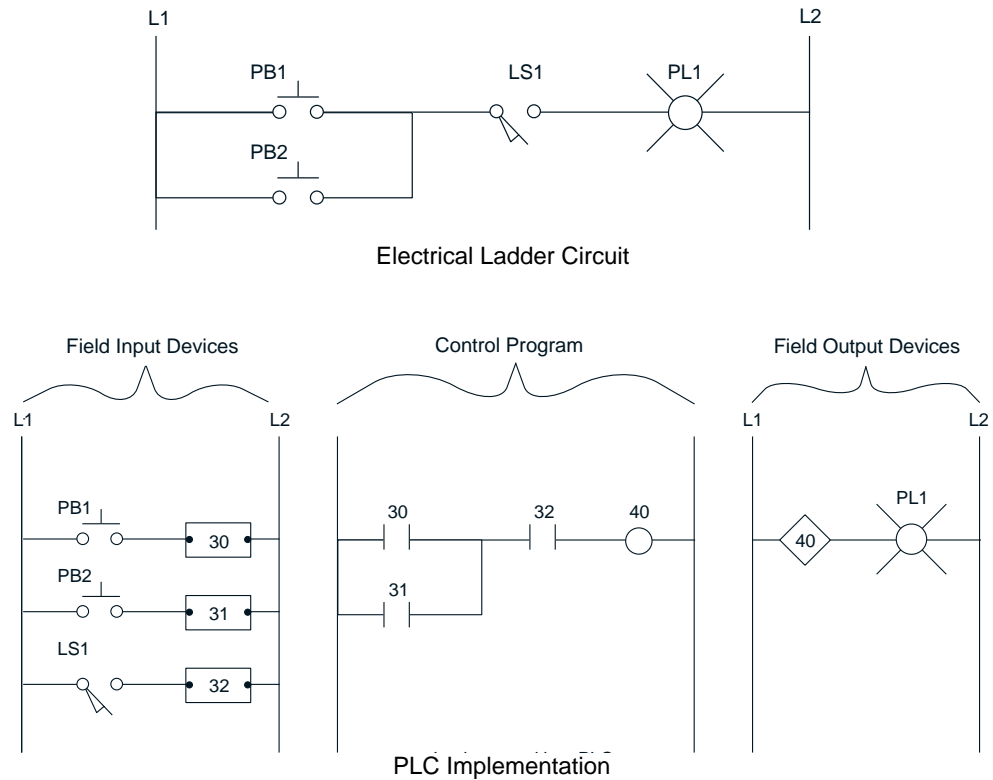 L1
L2
PB1
LS1
PL1
PB2
Electrical Ladder Circuit
Field Input Devices
Control Program
Field Output Devices
L1
L2
L1
L2
PB1
30
PB2
31
LS1
32
30
32
40
31
PL1
40
PLC Implementation